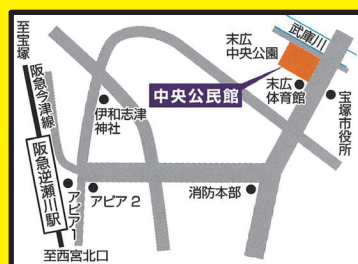 至宝塚
阪急今津線
阪急逆瀬川駅
至西宮北口
アピア1
アピア2
伊和志津
神社
中央公民館
末広
中央公園
武庫川
末広
体育館
宝塚市役所
消防本部